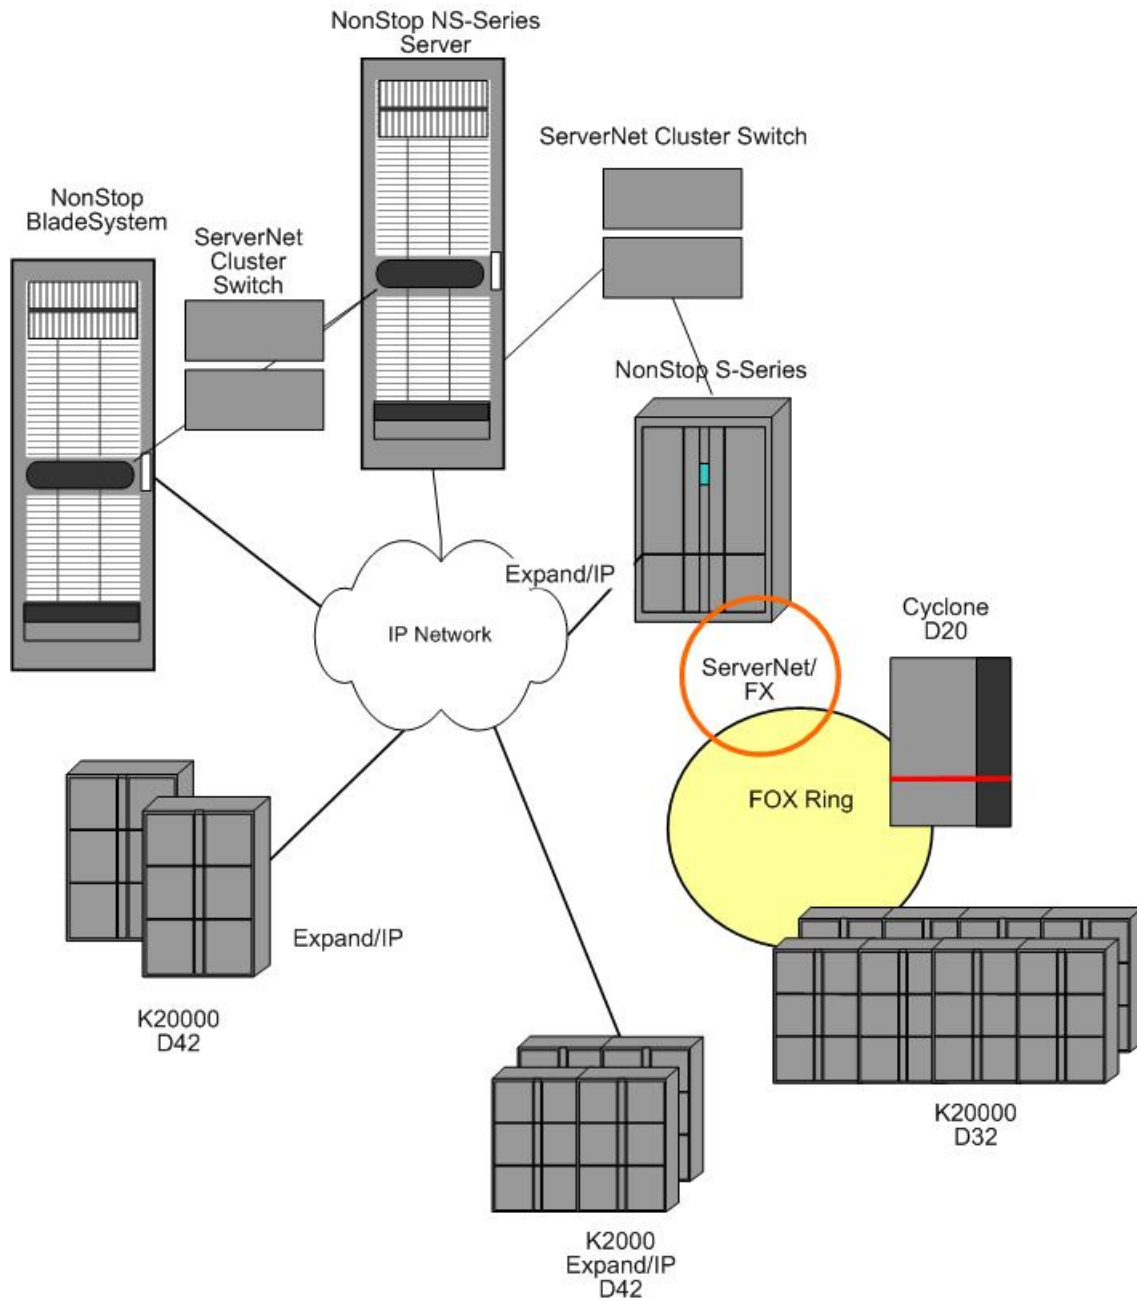 NonStop NS-Series
Server
ServerNet Cluster Switch
NonStop
BladeSystem
ServerNet
Cluster
Switch
NonStop S-Series
Expand/IP
IP Network
Cyclone
D20
ServerNet/
FX
FOX Ring
Expand/IP
K20000
D42
K20000
D32
K2000
Expand/IP
D42